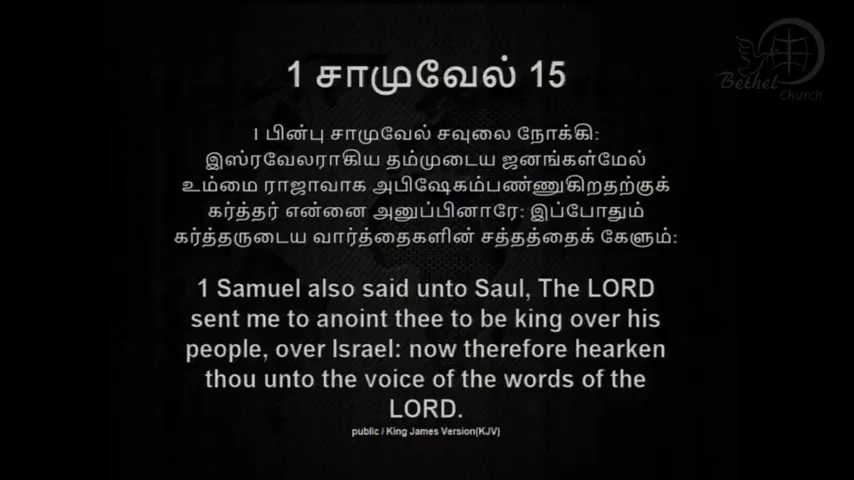 Bethel
Church
1 சாமுவேல் 15
1 பின்பு சாமுவேல் சவுலை நோக்கி:
இஸ்ரவேலராகிய தம்முடைய ஜனங்கள்மேல்
உம்மை ராஜாவாக அபிஷேகம்பண்ணுகிறதற்குக்
கர்த்தர் என்னை அனுப்பினாரே; இப்போதும்
கர்த்தருடைய வார்த்தைகளின் சத்தத்தைக் கேளும்:
1 Samuel also said unto Saul, The LORD
sent me to anoint thee to be king over his
people, over Israel: now therefore hearken
thou unto the voice of the words of the
LORD.
public / King James Version(KJV)